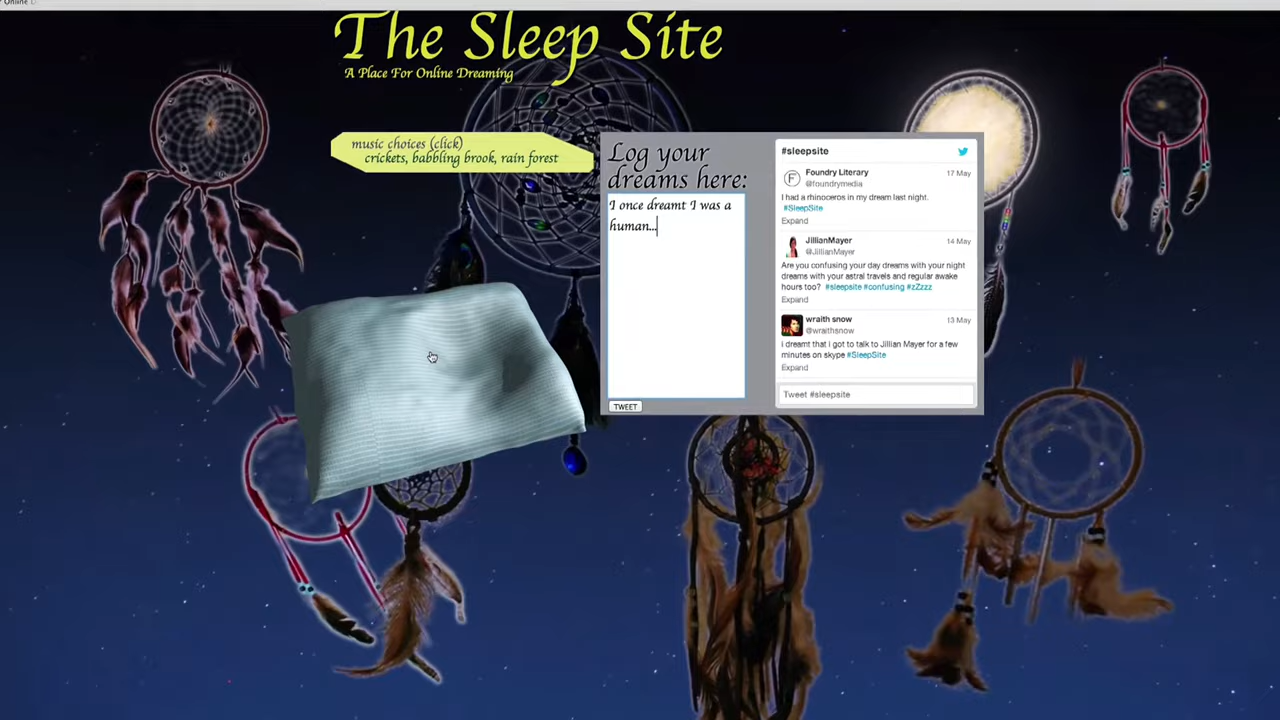 r Online D
The Sleep Site
A Place For Online Dreaming
music choices (click)
crickets, babbling brook, rain forest
Log your
dreams here:
I once dreamt I was a
human...
TWEET
#sleepsite
Foundry Literary
17 May
@foundrymedia
I had a rhinoceros in my dream last night.
#SleepSite
Expand
JillianMayer
14 May
@JillianMayer
Are you confusing your day dreams with your night
dreams with your astral travels and regular awake
hours too? #sleepsite #confusing #zZzzz
Expand
wraith snow
13 May
@wraithsnow
i dreamt that i got to talk to Jillian Mayer for a few
minutes on skype #SleepSite
Expand
Tweet #sleepsite